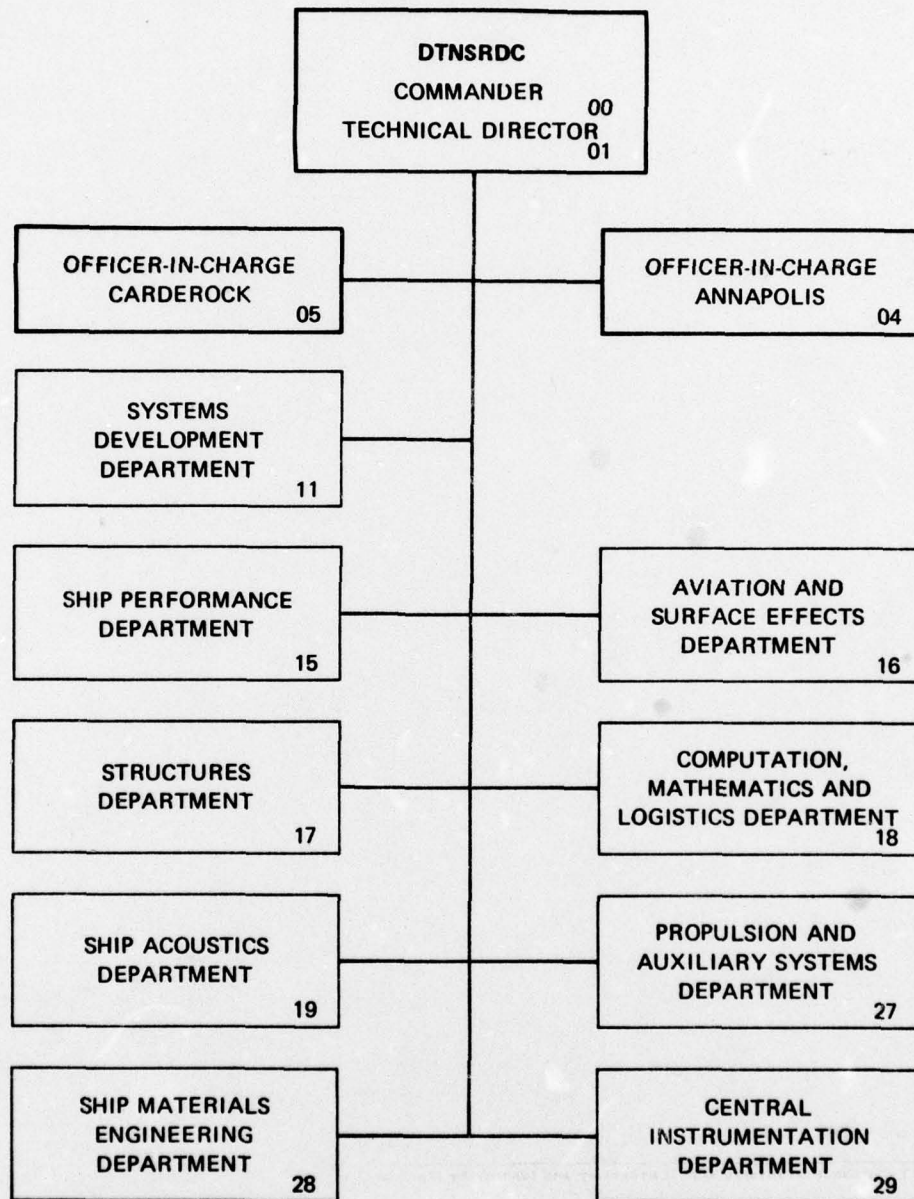 DTNSRDC
COMMANDER
00
TECHNICAL DIRECTOR
01
OFFICER-IN-CHARGE
CARDEROCK
05
OFFICER-IN-CHARGE
ANNAPOLIS
04
SYSTEMS
DEVELOPMENT
DEPARTMENT
11
SHIP PERFORMANCE
DEPARTMENT
15
AVIATION AND
SURFACE EFFECTS
DEPARTMENT
16
STRUCTURES
DEPARTMENT
17
COMPUTATION,
MATHEMATICS AND
LOGISTICS DEPARTMENT
18
SHIP ACOUSTICS
DEPARTMENT
19
PROPULSION AND
AUXILIARY SYSTEMS
DEPARTMENT
27
SHIP MATERIALS
ENGINEERING
DEPARTMENT
28
CENTRAL
INSTRUMENTATION
DEPARTMENT
29